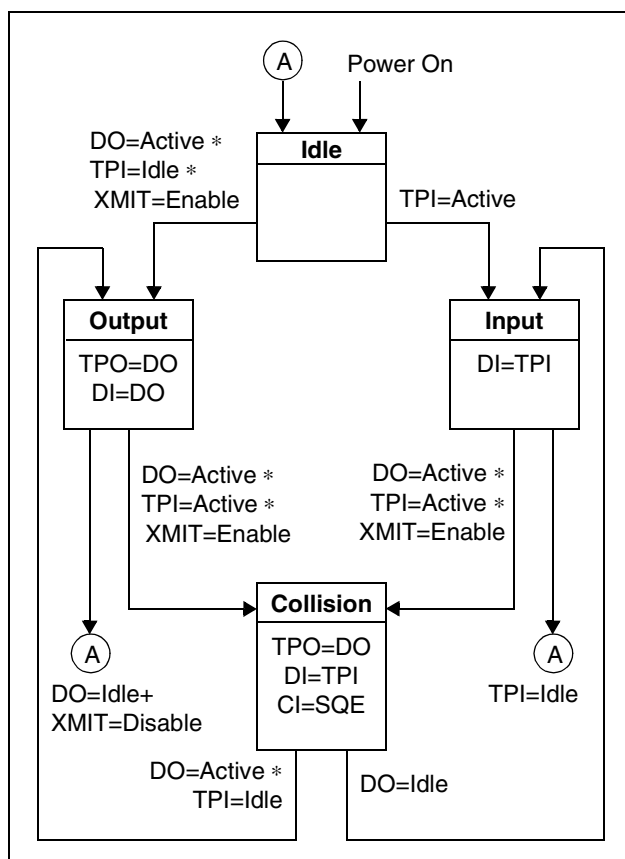 A
Power On
DO=Active *
TPI=Idle *
XMIT=Enable
Idle
TPI=Active
Output
TPO=DO
DI=DO
Input
DI=TPI
DO=Active *
TPI=Active *
XMIT=Enable
DO=Active *
TPI=Active *
XMIT=Enable
Collision
TPO=DO
DI=TPI
CI=SQE
A
DO=Idle+
XMIT=Disable
A
TPI=Idle
DO=Active *
TPI=Idle
DO=Idle